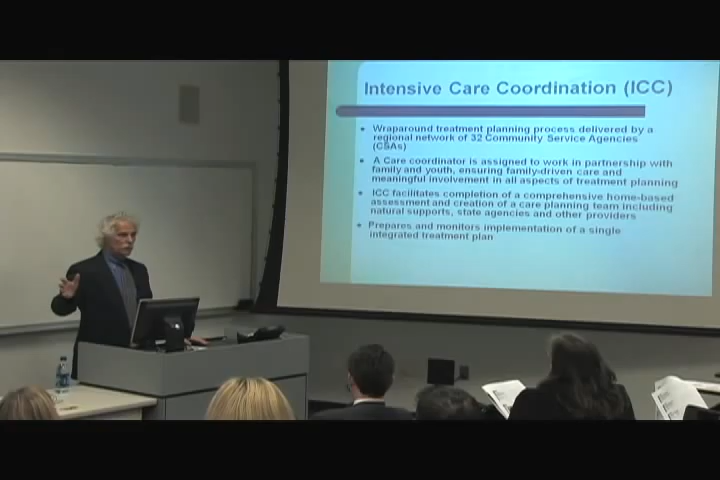 Intensive Care Coordination (ICC)
• Wraparound treatment planning process delivered by a
regional network of 32 Community Service Agencies
(CSAs)
• A Care coordinator is assigned to work in partnership with
family and youth, ensuring family-driven care and
meaningful involvement in all aspects of treatment planning
• ICC facilitates completion of a comprehensive home-based
assessment and creation of a care planning team including
natural supports, state agencies and other providers
• Prepares and monitors implementation of a single
integrated treatment plan